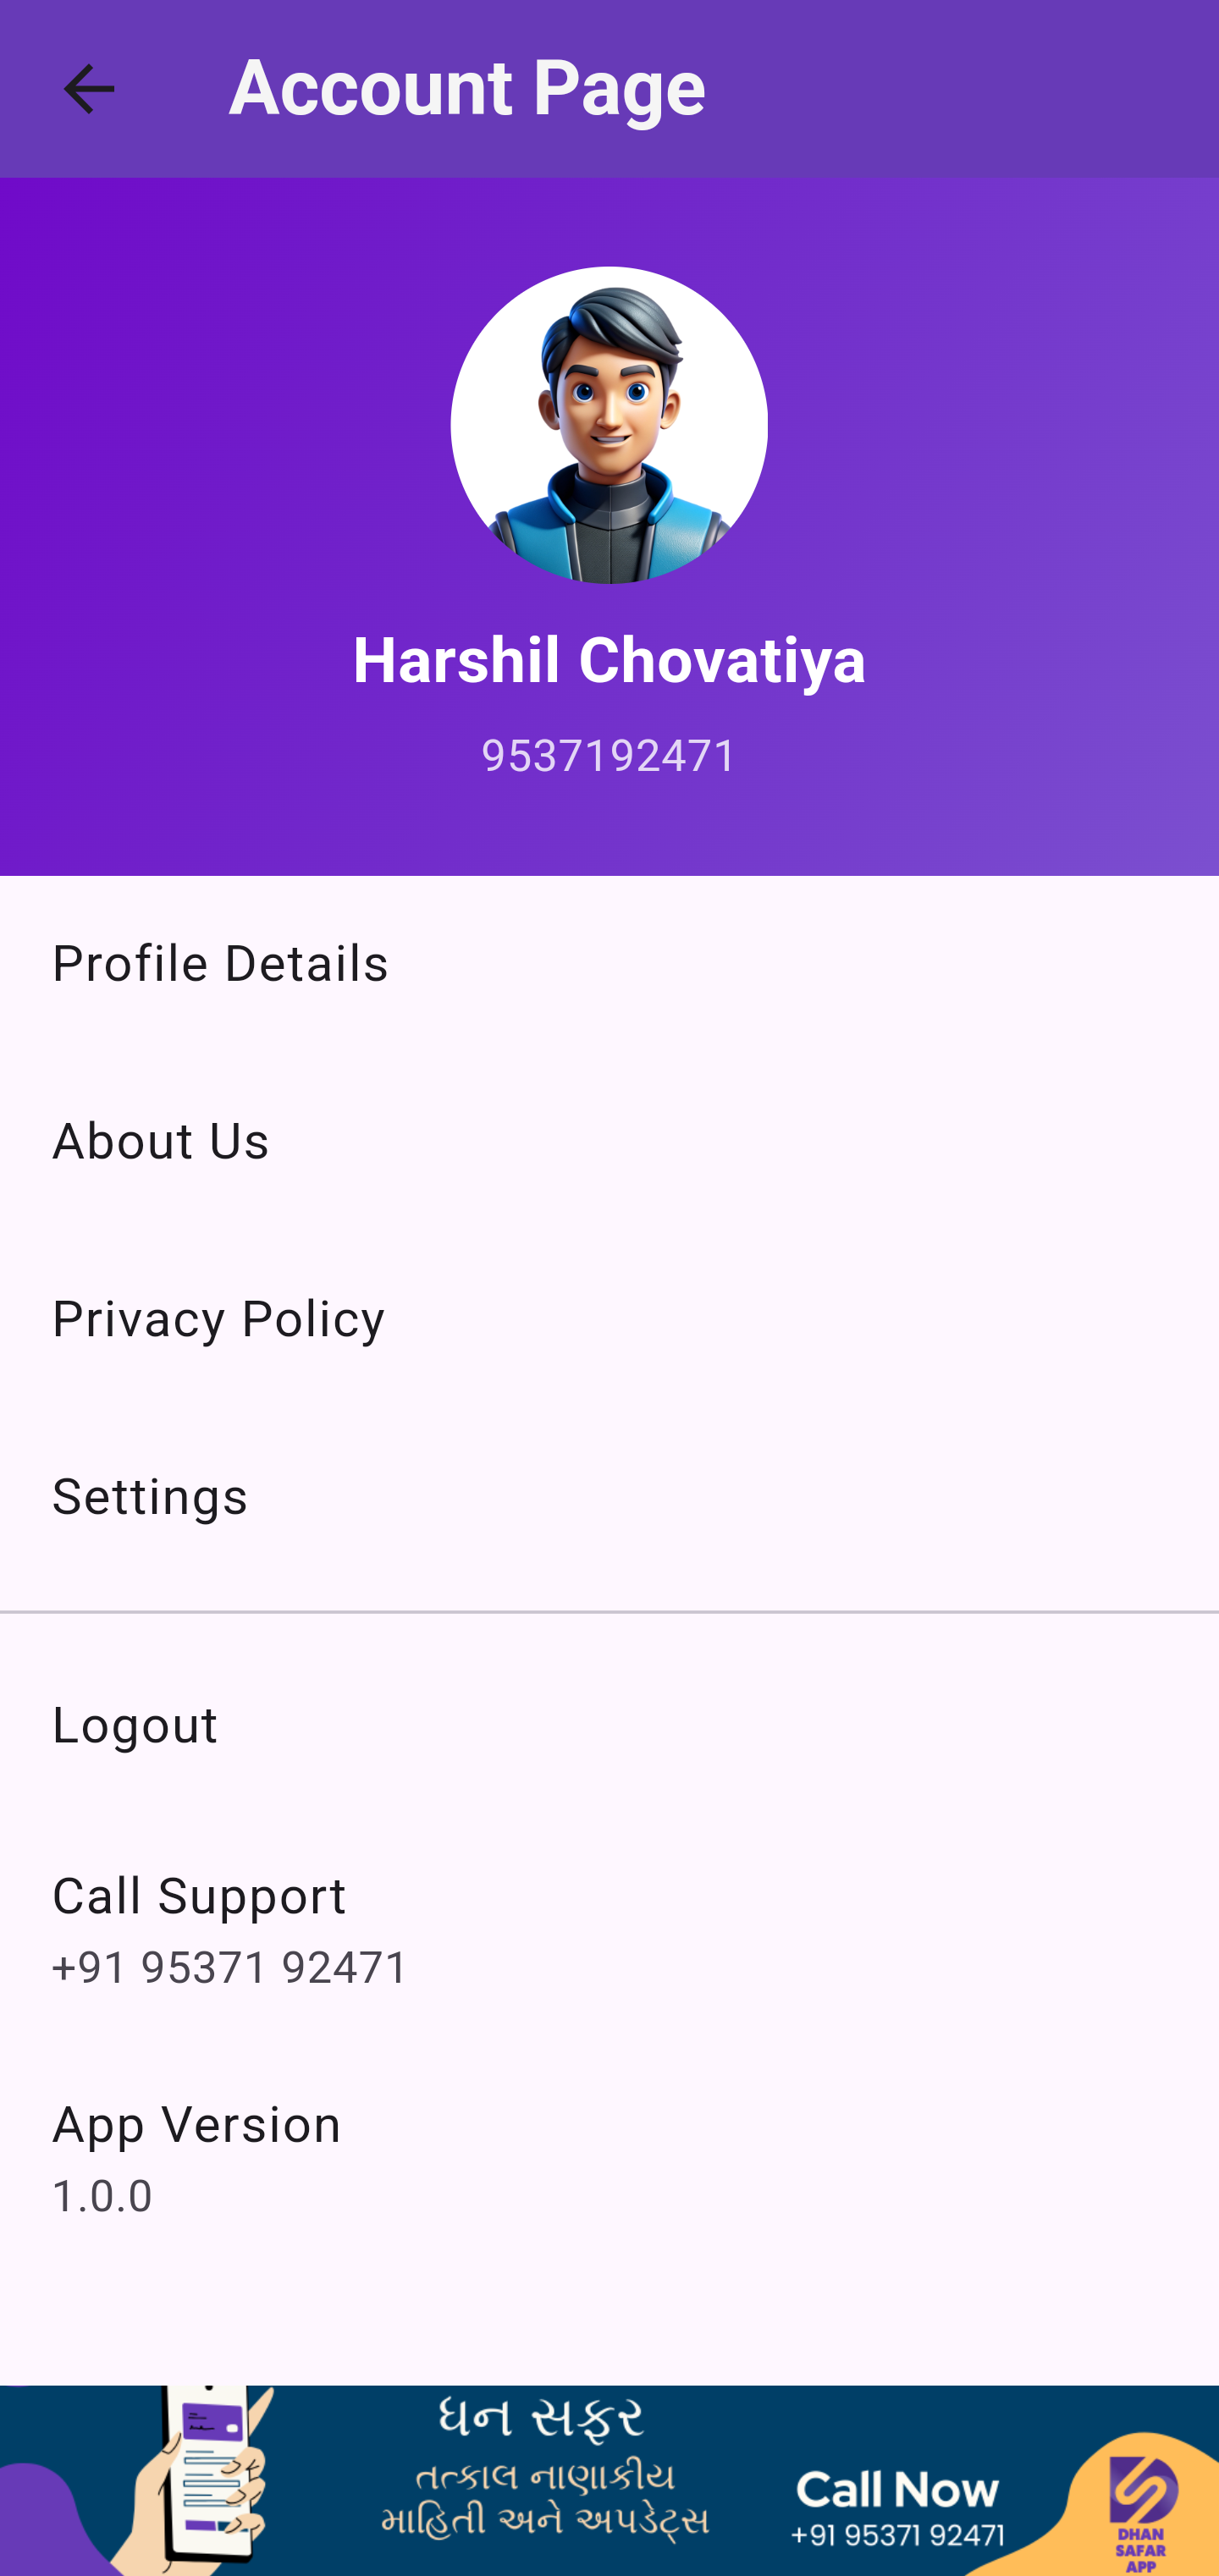 Account Page
Harshil Chovatiya
9537192471
Profile Details
About Us
Privacy Policy
Settings
Logout
Call Support
+91 95371 92471
App Version
1.0.0
ધન સફર
તત્કાલ નાણાકીય
માહિતી અને અપડેટ્સ
Call Now
+91 95371 92471
DHAN
SAFAR
APP